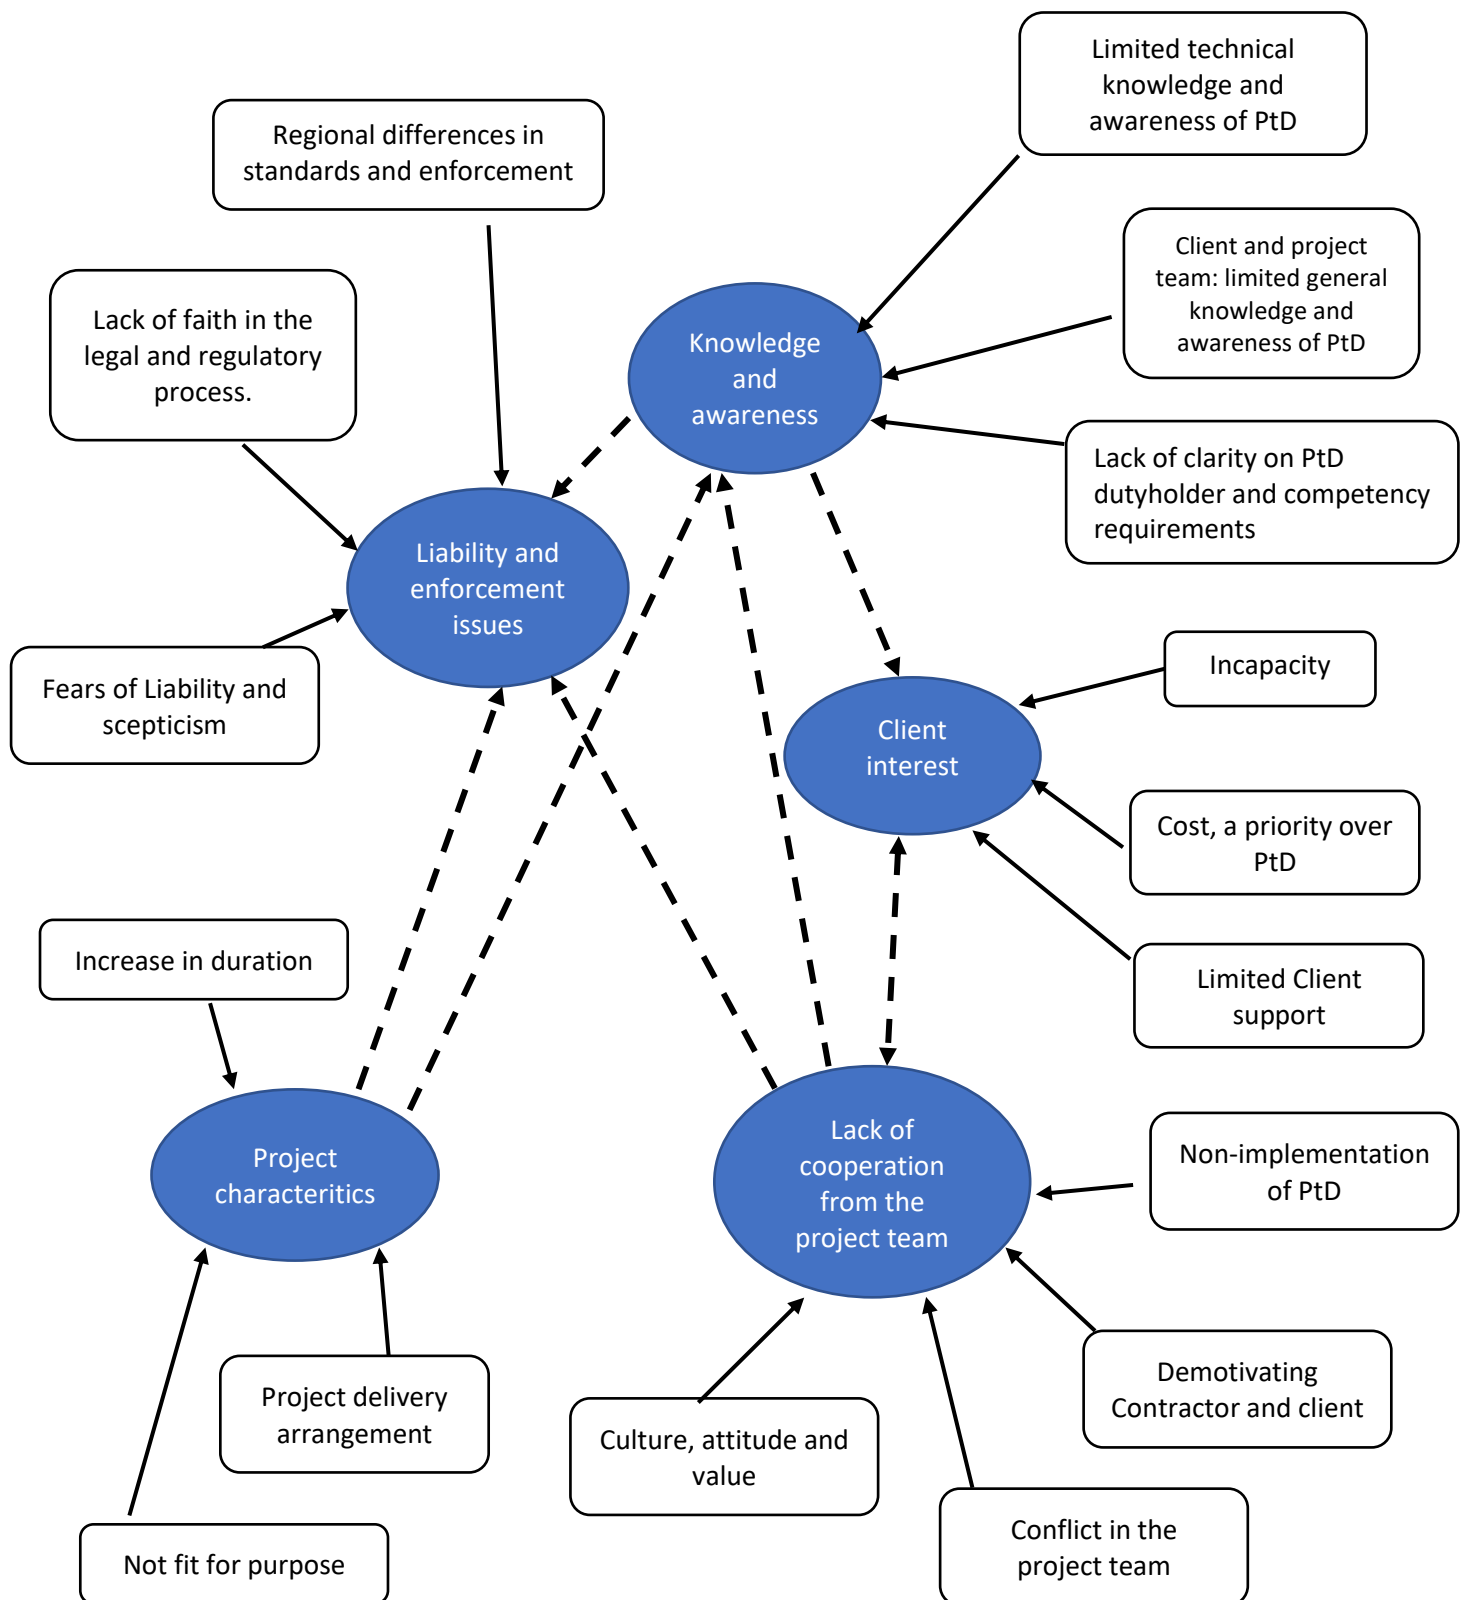 Limited technical
knowledge and
awareness of PtD
Regional differences in
standards and enforcement
Client and project
team: limited general
knowledge and
awareness of PtD
Lack of faith in the
legal and regulatory
process.
Knowledge
and
awareness
Lack of clarity on PtD
dutyholder and competency
requirements
Liability and
enforcement
issues
Fears of Liability and
scepticism
Incapacity
Client
interest
Cost, a priority over
PtD
Increase in duration
Limited Client
support
Project
characteritics
Lack of
cooperation
from the
project team
Non-implementation
of PtD
Project delivery
arrangement
Demotivating
Contractor and client
Culture, attitude and
value
Conflict in the
project team
Not fit for purpose